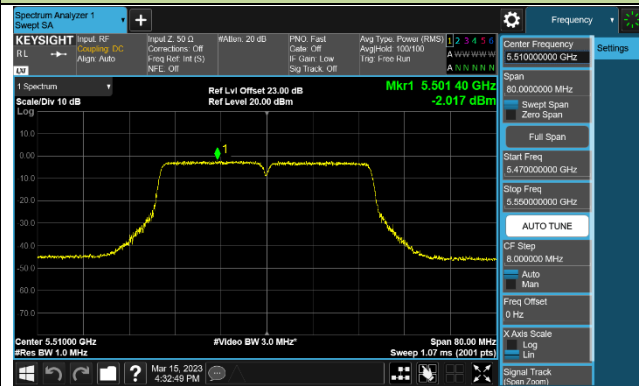 Spectrum Analyzer 1
Swept SA
+
Frequency
KEYSIGHT
RL
LXI
Input: RF
Coupling: DC
Align: Auto
Input Z: 50 Ω
Corrections: Off
Freq Ref: Int (S)
NFE: Off
#Atten: 20 dB
PNO: Fast
Gate: Off
IF Gain: Low
Sig Track: Off
Avg Type: Power (RMS)
Avg|Hold: 100/100
Trig: Free Run
1 2 3 4 5 6
A W W W W W
A N N N N N
Center Frequency
5.510000000 GHz
Settings
Span
80.0000000 MHz
Swept Span
Zero Span
Full Span
Start Freq
5.470000000 GHz
Stop Freq
5.550000000 GHz
AUTO TUNE
CF Step
8.000000 MHz
Auto
Man
Freq Offset
0 Hz
X Axis Scale
Log
Lin
Signal Track
(Span Zoom)
1 Spectrum
Scale/Div 10 dB
Log
Ref Lvl Offset 23.00 dB
Ref Level 20.00 dBm
Mkr1 5.501 40 GHz
-2.017 dBm
1
10.0
0.00
-10.0
-20.0
-30.0
-40.0
-50.0
-60.0
-70.0
Center 5.51000 GHz
#Res BW 1.0 MHz
#Video BW 3.0 MHz*
Span 80.00 MHz
Sweep 1.07 ms (2001 pts)
?
Mar 15, 2023
4:32:49 PM